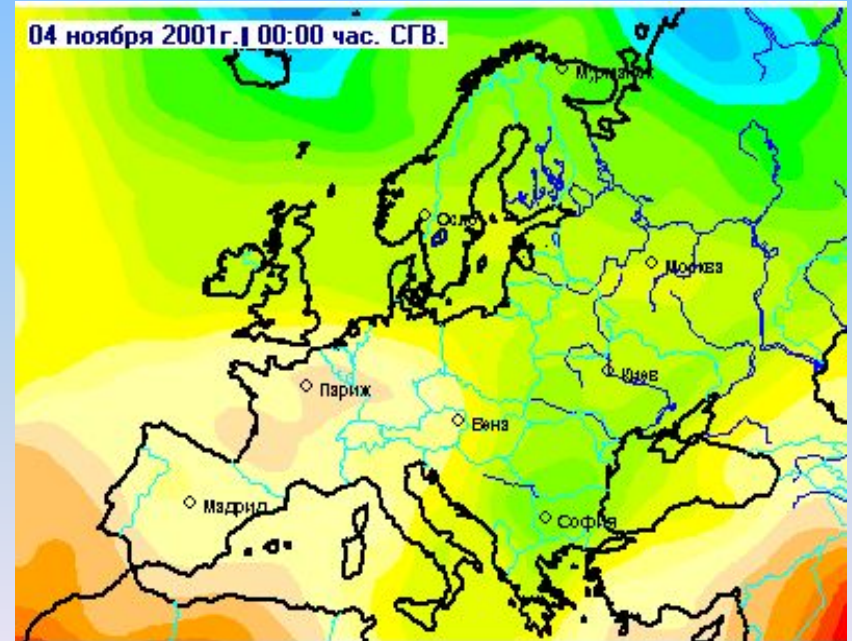 04 ноября 2001г. 00:00 час. СГВ.
Мурманск
Осло
Москва
Киев
Париж
Вена
Мадрид
София